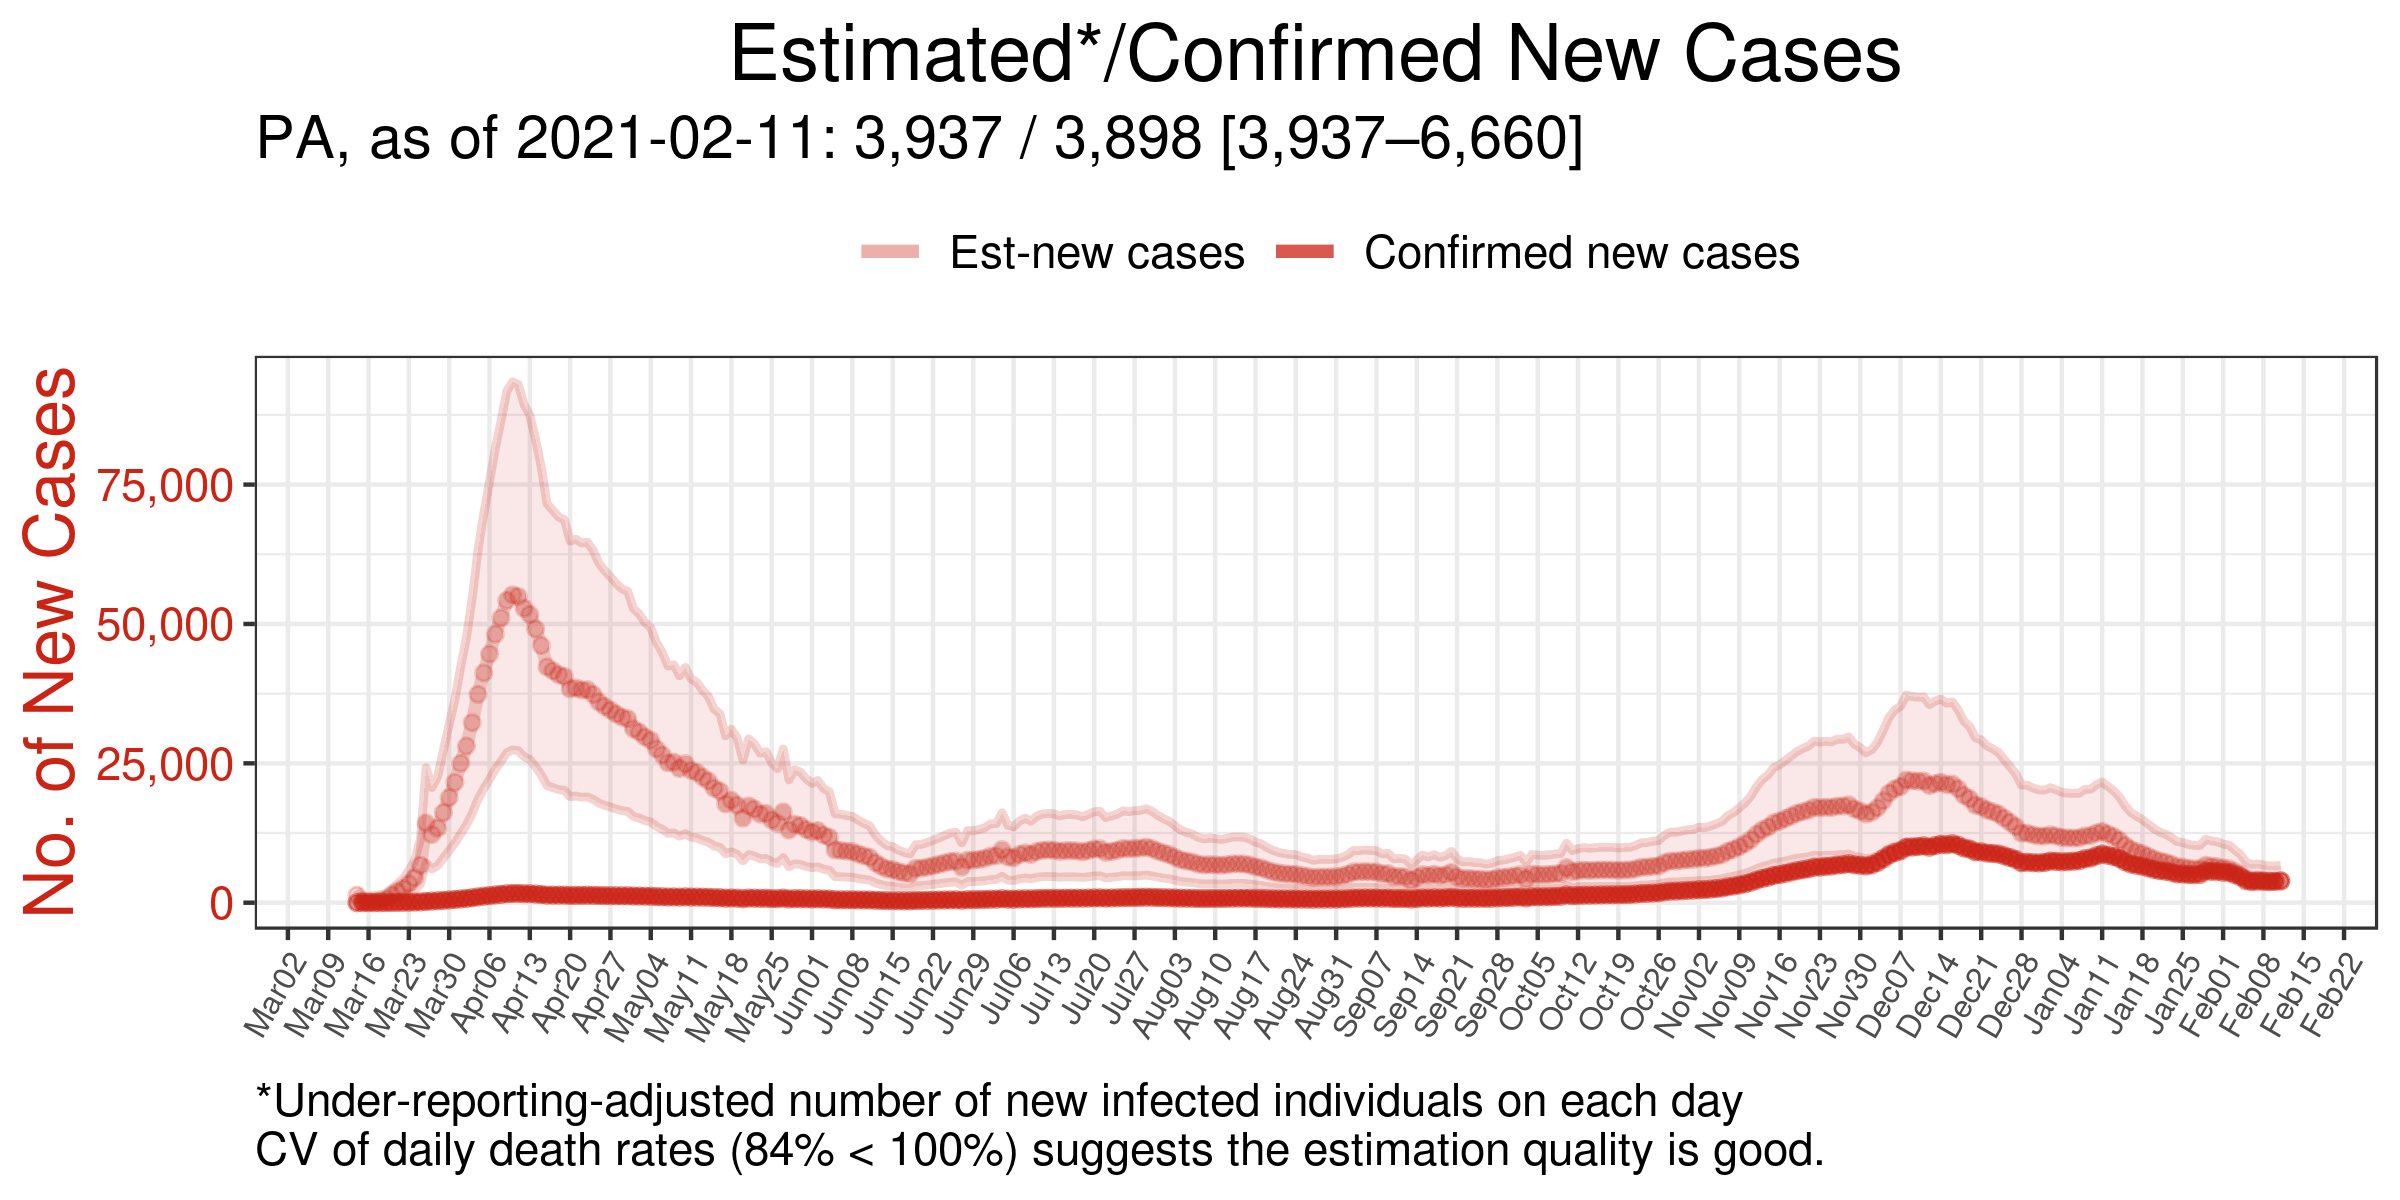 Estimated*/Confirmed New Cases
PA, as of 2021-02-11: 3,937 / 3,898 [3,937–6,660]
Est-new cases Confirmed new cases
No. of New Cases
75,000
50,000
25,000
0
Mar02 Mar09 Mar16 Mar23 Mar30 Apr06 Apr13 Apr20 Apr27 May04 May11 May18 May25 Jun01 Jun08 Jun15 Jun22 Jun29 Jul06 Jul13 Jul20 Jul27 Aug03 Aug10 Aug17 Aug24 Aug31 Sep07 Sep14 Sep21 Sep28 Oct05 Oct12 Oct19 Oct26 Nov02 Nov09 Nov16 Nov23 Nov30 Dec07 Dec14 Dec21 Dec28 Jan04 Jan11 Jan18 Jan25 Feb01 Feb08 Feb15 Feb22
*Under-reporting-adjusted number of new infected individuals on each day
CV of daily death rates (84% < 100%) suggests the estimation quality is good.